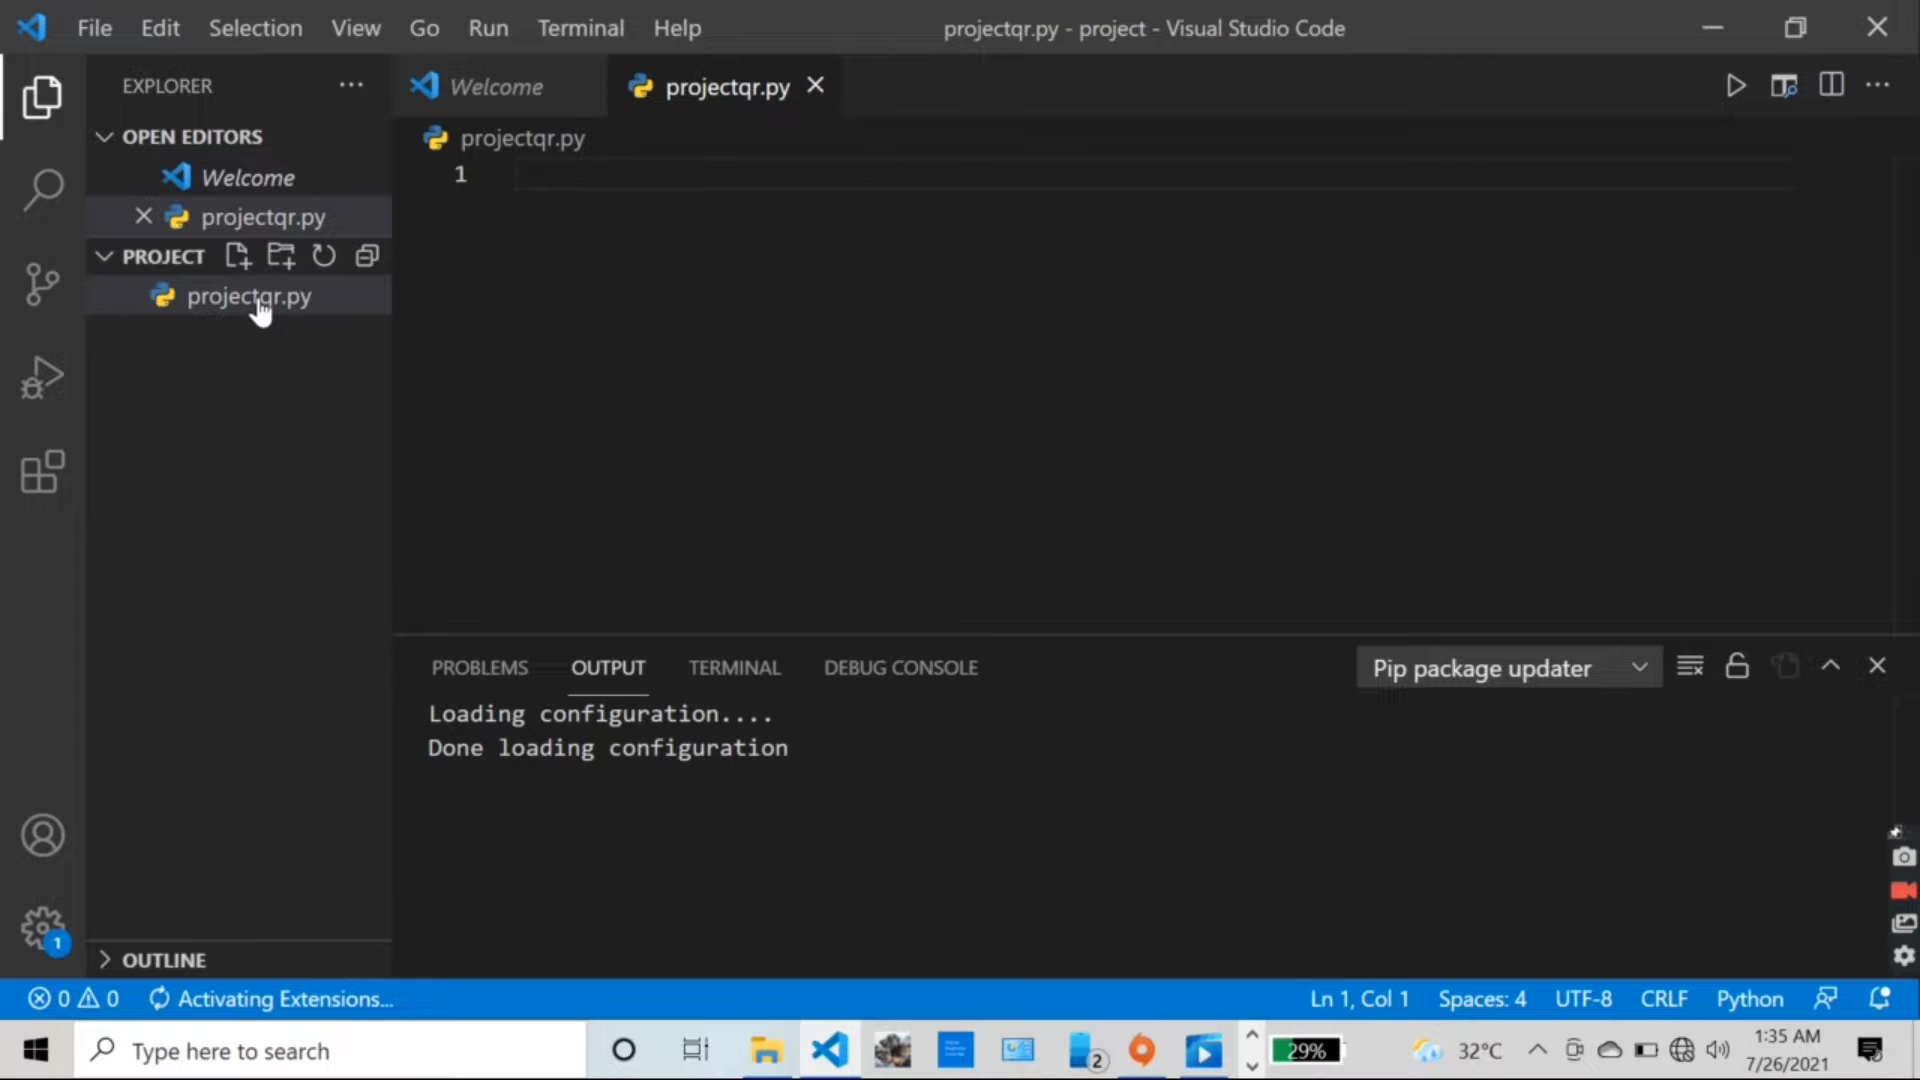 File Edit Selection View Go Run Terminal Help
projectqr.py - project - Visual Studio Code
EXPLORER
OPEN EDITORS
Welcome
projectqr.py
PROJECT
projectqr.py
OUTLINE
Welcome projectqr.py
projectqr.py
1
PROBLEMS OUTPUT TERMINAL DEBUG CONSOLE
Pip package updater
Loading configuration....
Done loading configuration
1
0 0 Activating Extensions...
Ln 1, Col 1 Spaces: 4 UTF-8 CRLF Python
Type here to search
2
29%
32°C
1:35 AM
7/26/2021